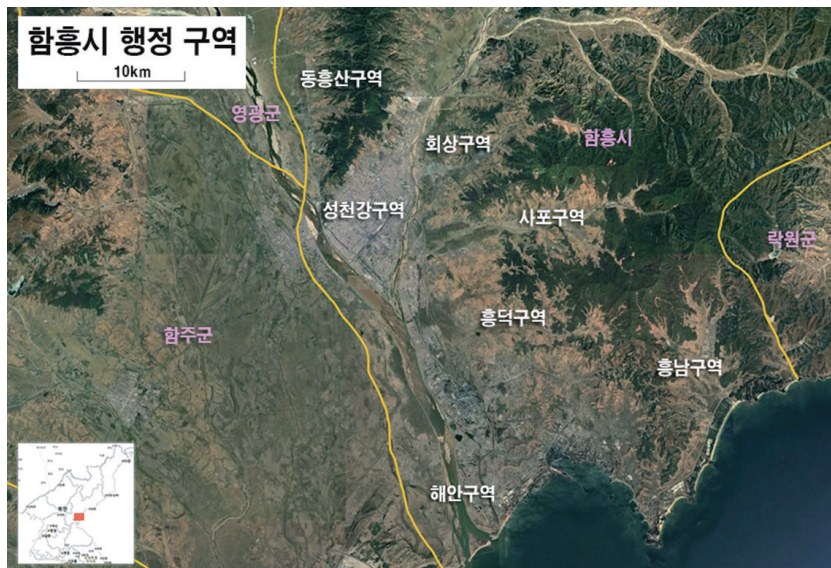 함흥시 행정 구역
10km
동흥산구역
영광군
회상구역
함흥시
성천강구역
사포구역
락원군
흥덕구역
함주군
흥남구역
해안구역
북한